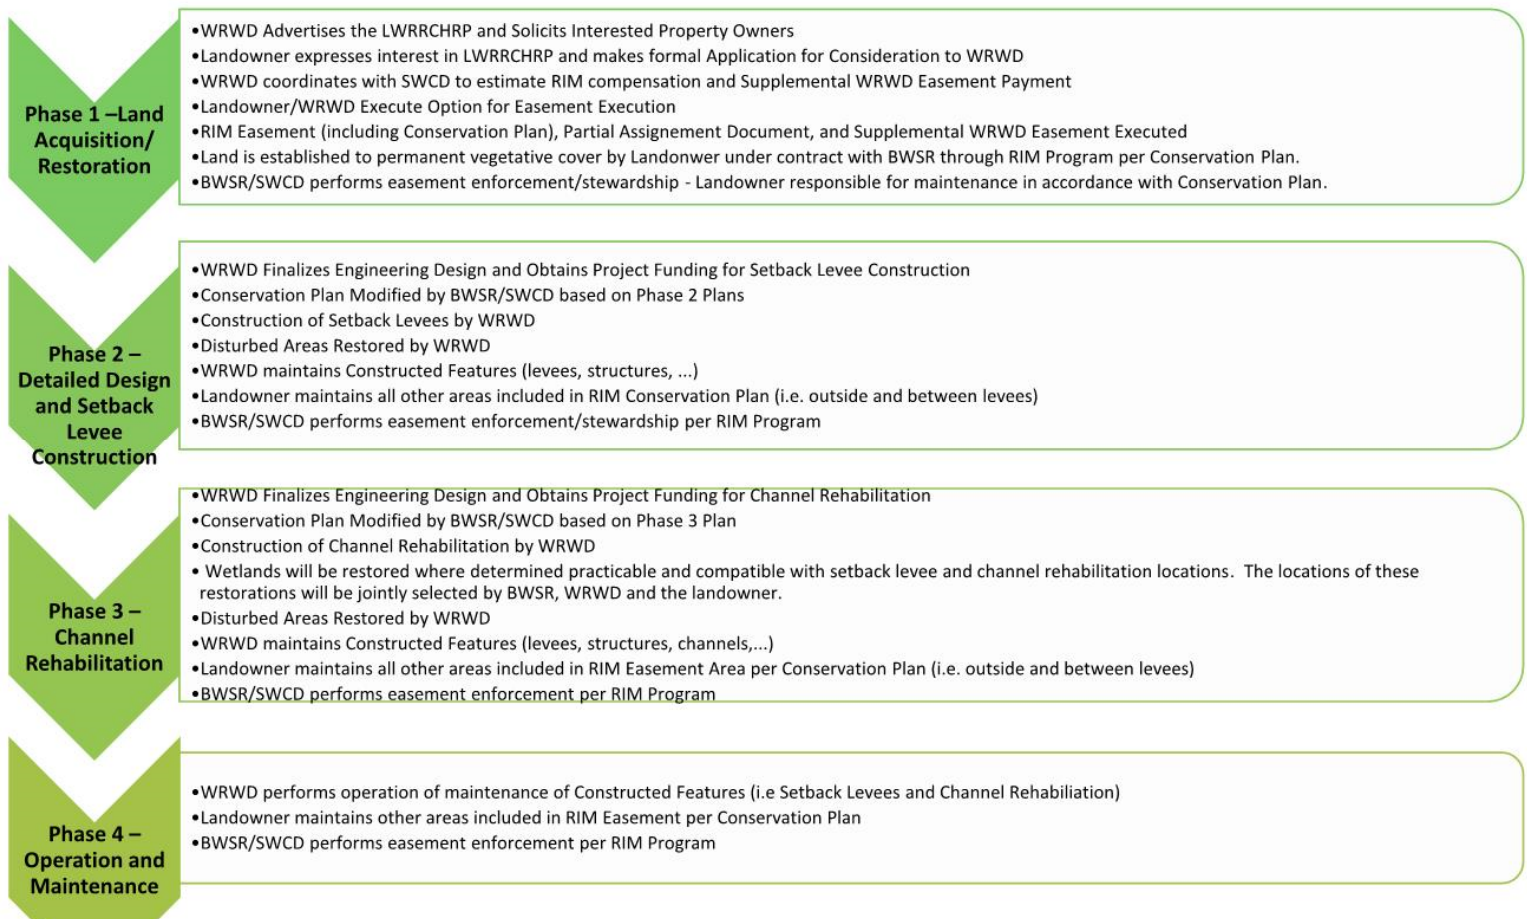 Phase 1 –Land
Acquisition/
Restoration
•WRWD Advertises the LWRRCHRP and Solicits Interested Property Owners
•Landowner expresses interest in LWRRCHRP and makes formal Application for Consideration to WRWD
•WRWD coordinates with SWCD to estimate RIM compensation and Supplemental WRWD Easement Payment
•Landowner/WRWD Execute Option for Easement Execution
•RIM Easement (including Conservation Plan), Partial Assignement Document, and Supplemental WRWD Easement Executed
•Land is established to permanent vegetative cover by Landonwer under contract with BWSR through RIM Program per Conservation Plan.
•BWSR/SWCD performs easement enforcement/stewardship - Landowner responsible for maintenance in accordance with Conservation Plan.
Phase 2 –
Detailed Design
and Setback
Levee
Construction
•WRWD Finalizes Engineering Design and Obtains Project Funding for Setback Levee Construction
•Conservation Plan Modified by BWSR/SWCD based on Phase 2 Plans
•Construction of Setback Levees by WRWD
•Disturbed Areas Restored by WRWD
•WRWD maintains Constructed Features (levees, structures, ...)
•Landowner maintains all other areas included in RIM Conservation Plan (i.e. outside and between levees)
•BWSR/SWCD performs easement enforcement/stewardship per RIM Program
Phase 3 –
Channel
Rehabilitation
•WRWD Finalizes Engineering Design and Obtains Project Funding for Channel Rehabilitation
•Conservation Plan Modified by BWSR/SWCD based on Phase 3 Plan
•Construction of Channel Rehabilitation by WRWD
• Wetlands will be restored where determined practicable and compatible with setback levee and channel rehabilitation locations.  The locations of these
restorations will be jointly selected by BWSR, WRWD and the landowner.
•Disturbed Areas Restored by WRWD
•WRWD maintains Constructed Features (levees, structures, channels,...)
•Landowner maintains all other areas included in RIM Easement Area per Conservation Plan (i.e. outside and between levees)
•BWSR/SWCD performs easement enforcement per RIM Program
Phase 4 –
Operation and
Maintenance
•WRWD performs operation of maintenance of Constructed Features (i.e Setback Levees and Channel Rehabiliation)
•Landowner maintains other areas included in RIM Easement per Conservation Plan
•BWSR/SWCD performs easement enforcement per RIM Program